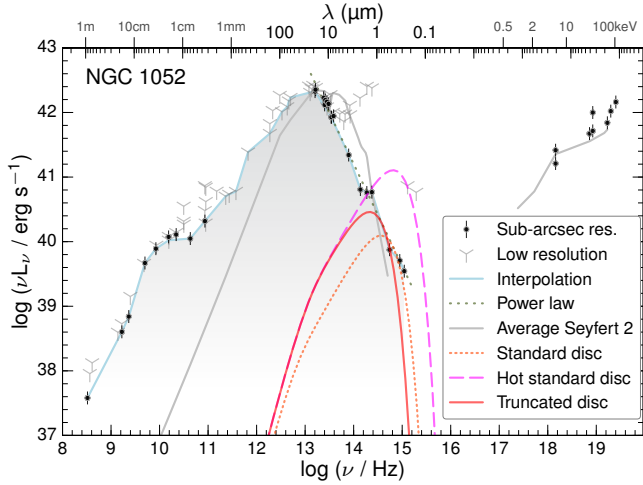 λ (μm)
1m 10cm 1cm 1mm 100 10 1 0.1 0.5 2 5 10 100keV
43
42
41
40
39
38
37
log (νLν / erg s⁻¹)
NGC 1052
Sub-arcsec res.
Low resolution
Interpolation
Power law
Average Seyfert 2
Standard disc
Hot standard disc
Truncated disc
8 9 10 11 12 13 14 15 16 17 18 19
log (ν / Hz)